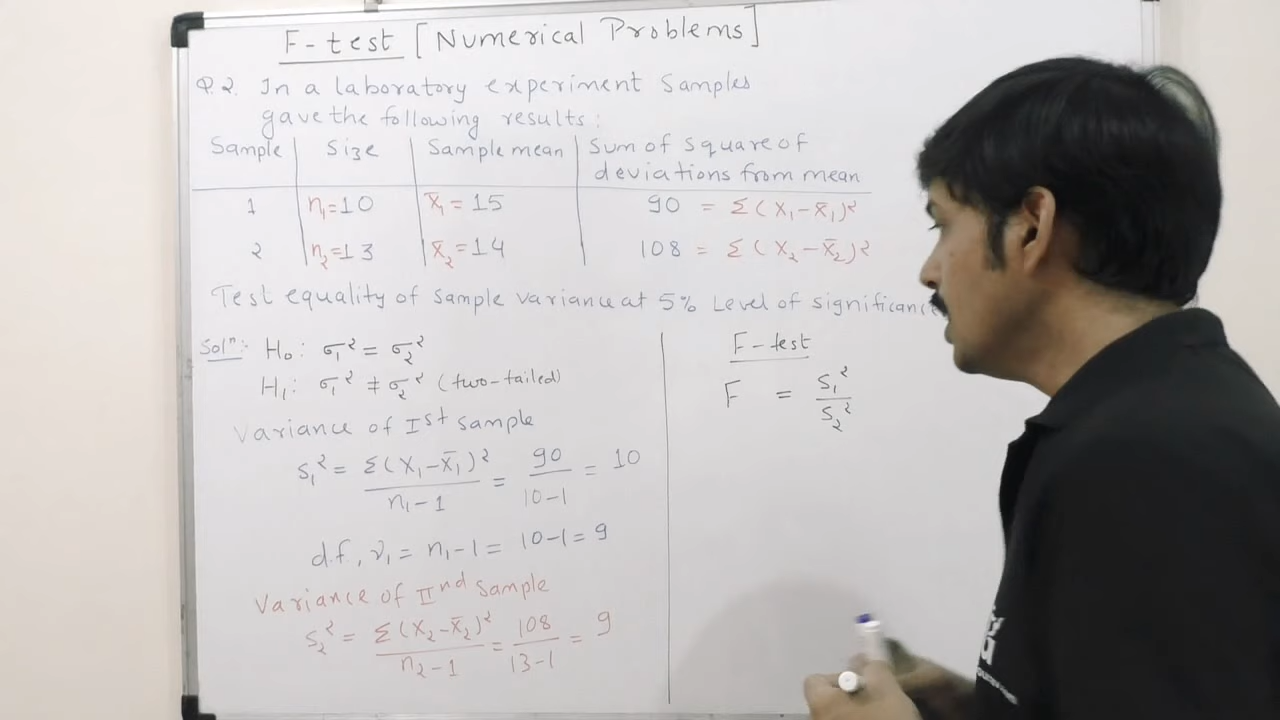 F-test [Numerical Problems]
Q.2. In a laboratory experiment samples
gave the following results:
Sample | Size | Sample mean | Sum of square of deviations from mean
1 | n₁=10 | x̄₁=15 | 90 = Σ(X₁-X̄₁)²
2 | n₂=13 | x̄₂=14 | 108 = Σ(X₂-X̄₂)²
Test equality of sample variance at 5% Level of significanc
Solⁿ:- H₀: σ₁² = σ₂²
H₁: σ₁² ≠ σ₂² (two-tailed)
Variance of Iˢᵗ sample
S₁² = Σ(X₁-X̄₁)² / n₁-1 = 90 / 10-1 = 10
d.f, ν₁ = n₁-1 = 10-1 = 9
Variance of IIⁿᵈ sample
S₂² = Σ(X₂-X̄₂)² / n₂-1 = 108 / 13-1 = 9
F-test
F = S₁² / S₂²